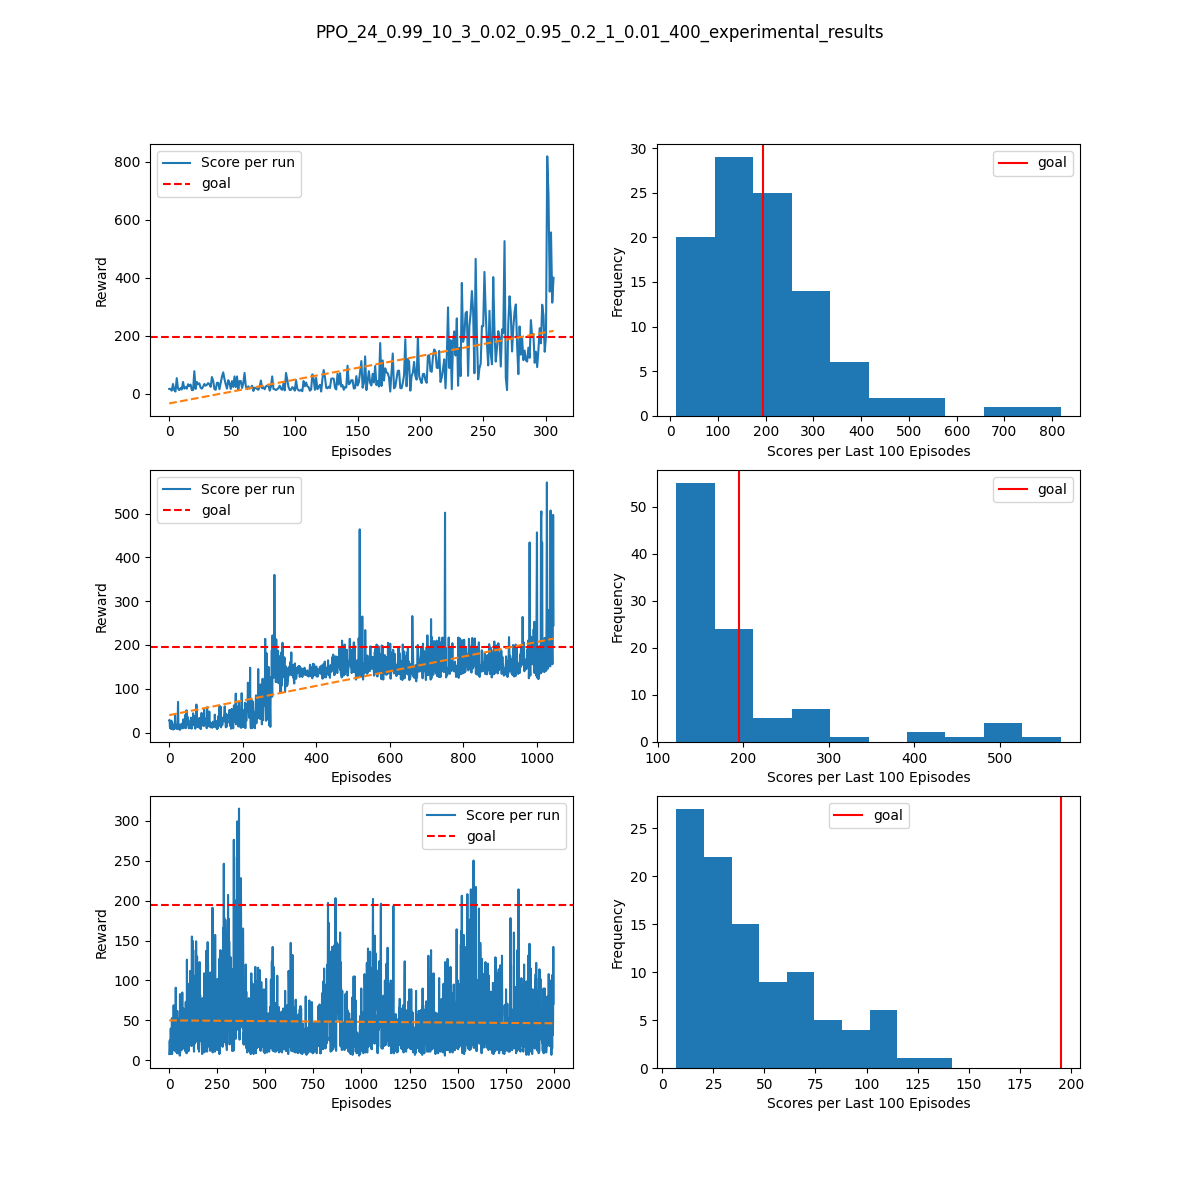 PPO_24_0.99_10_3_0.02_0.95_0.2_1_0.01_400_experimental_results
Score per run
goal
Reward
800
600
400
200
0
0 50 100 150 200 250 300
Episodes
goal
Frequency
30
25
20
15
10
5
0
0 100 200 300 400 500 600 700 800
Scores per Last 100 Episodes
Score per run
goal
Reward
500
400
300
200
100
0
0 200 400 600 800 1000
Episodes
goal
Frequency
50
40
30
20
10
0
100 200 300 400 500
Scores per Last 100 Episodes
Score per run
goal
Reward
300
250
200
150
100
50
0
0 250 500 750 1000 1250 1500 1750 2000
Episodes
goal
Frequency
25
20
15
10
5
0
0 25 50 75 100 125 150 175 200
Scores per Last 100 Episodes